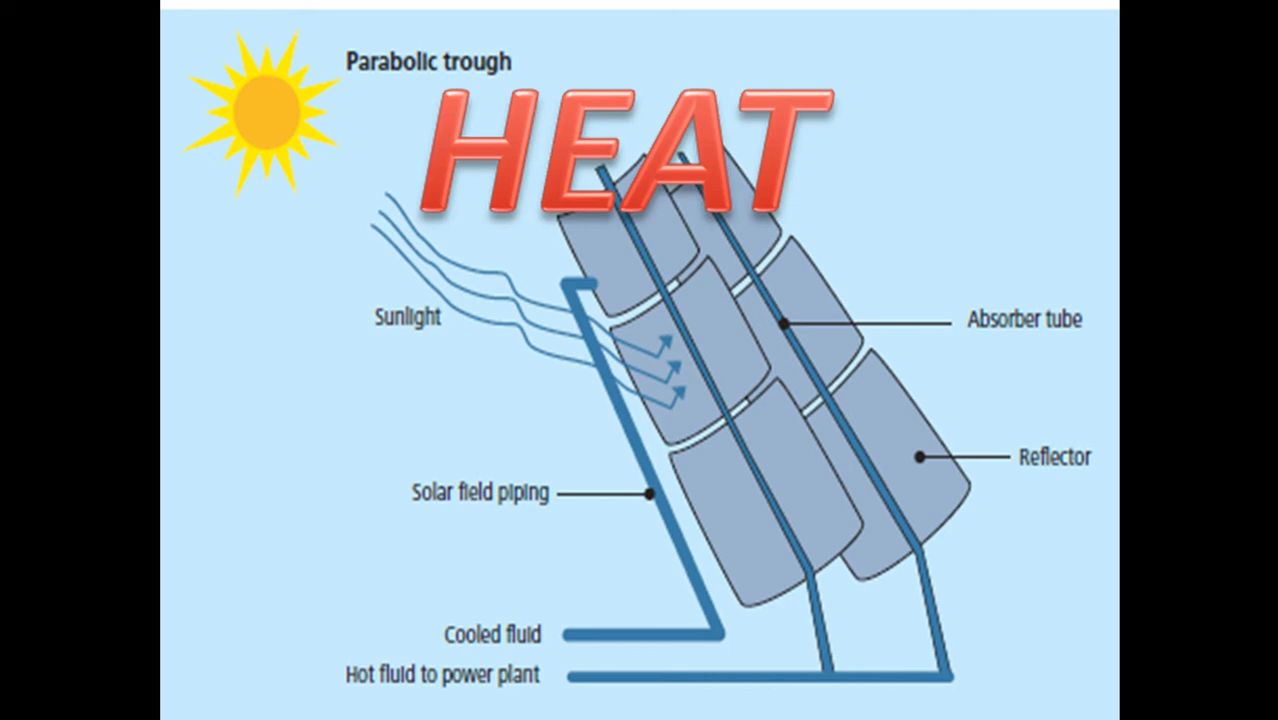 Parabolic trough
HEAT
Sunlight
Absorber tube
Reflector
Solar field piping
Cooled fluid
Hot fluid to power plant